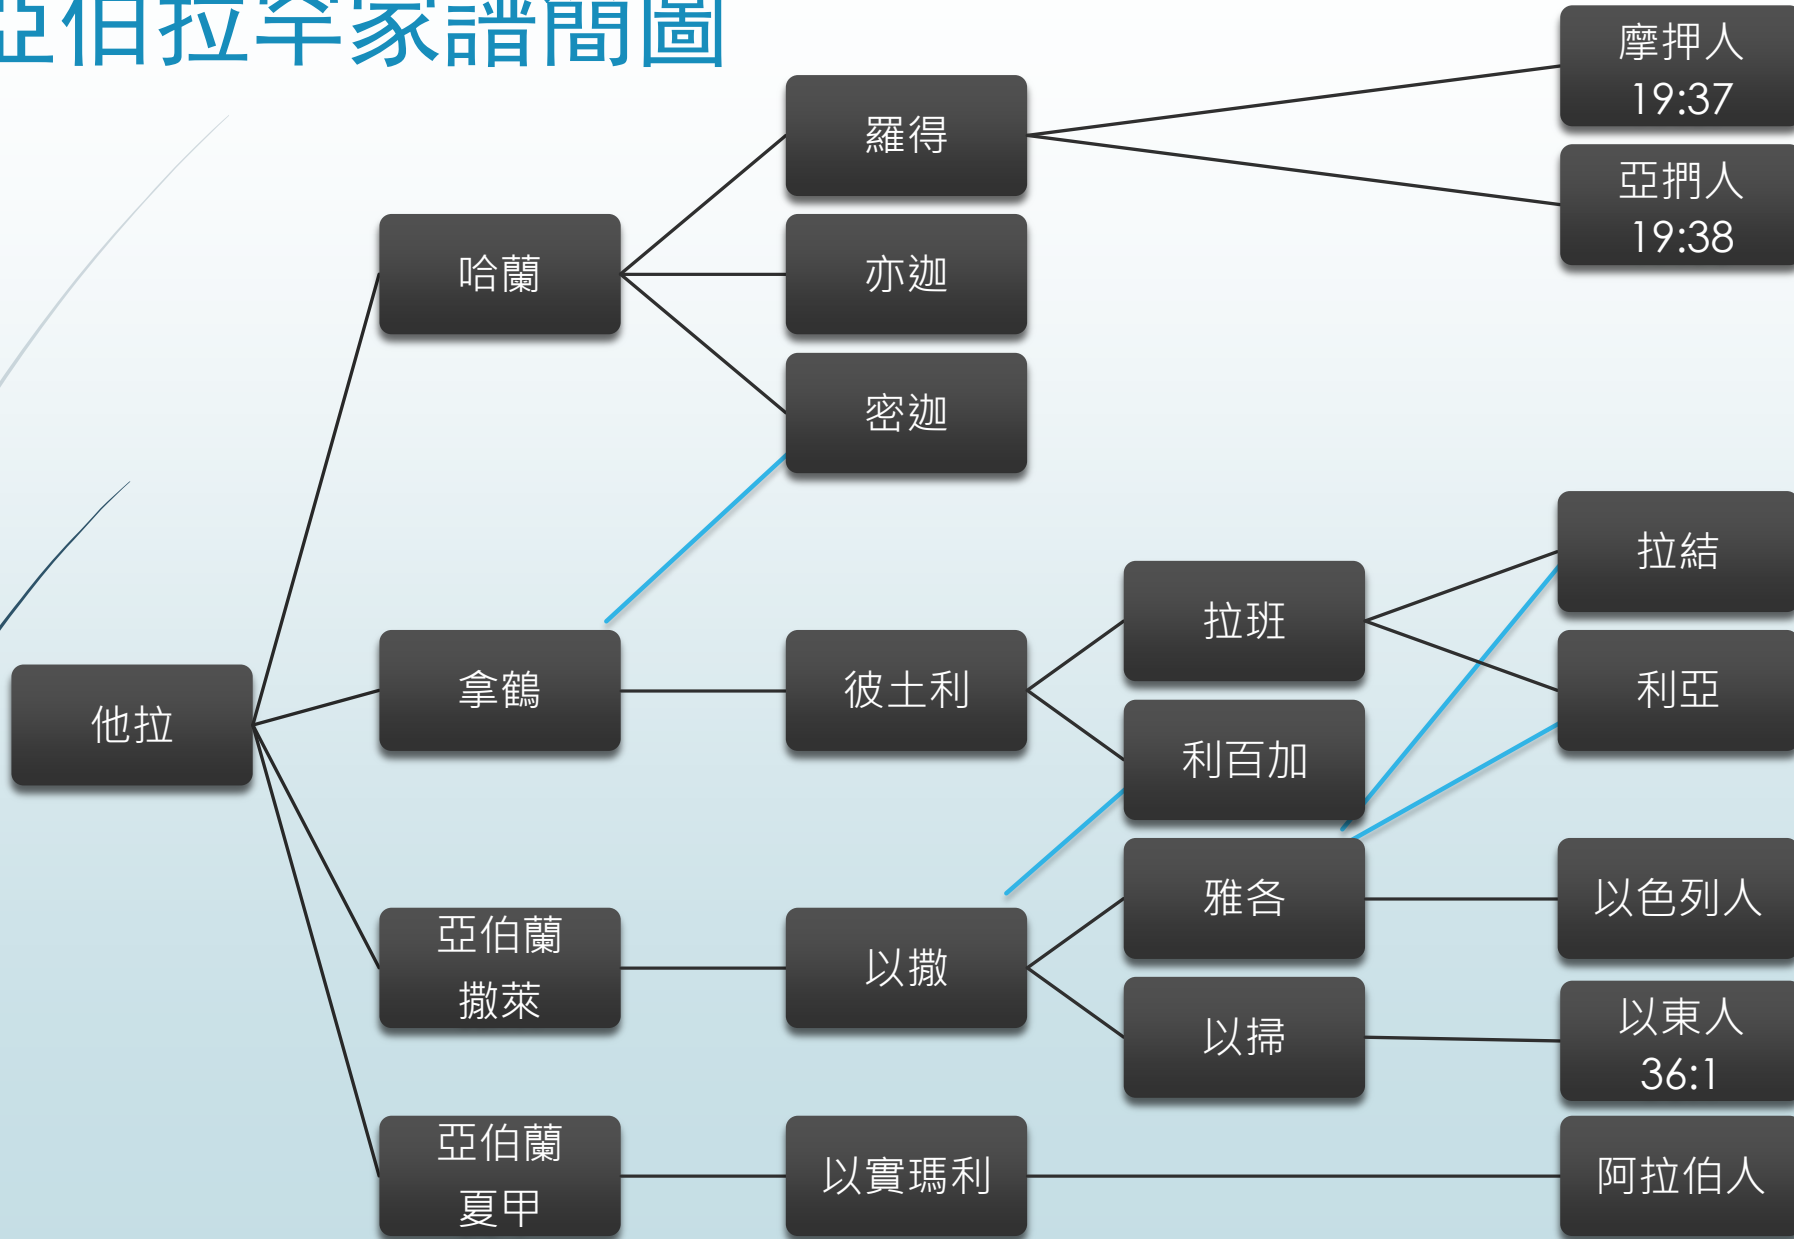 亞伯拉罕家譜簡圖
摩押人
19:37
羅得
亞捫人
19:38
哈蘭
亦迦
密迦
拉結
拉班
他拉
拿鶴
彼土利
利亞
利百加
亞伯蘭
撒萊
以撒
雅各
以色列人
以掃
以東人
36:1
亞伯蘭
夏甲
以實瑪利
阿拉伯人